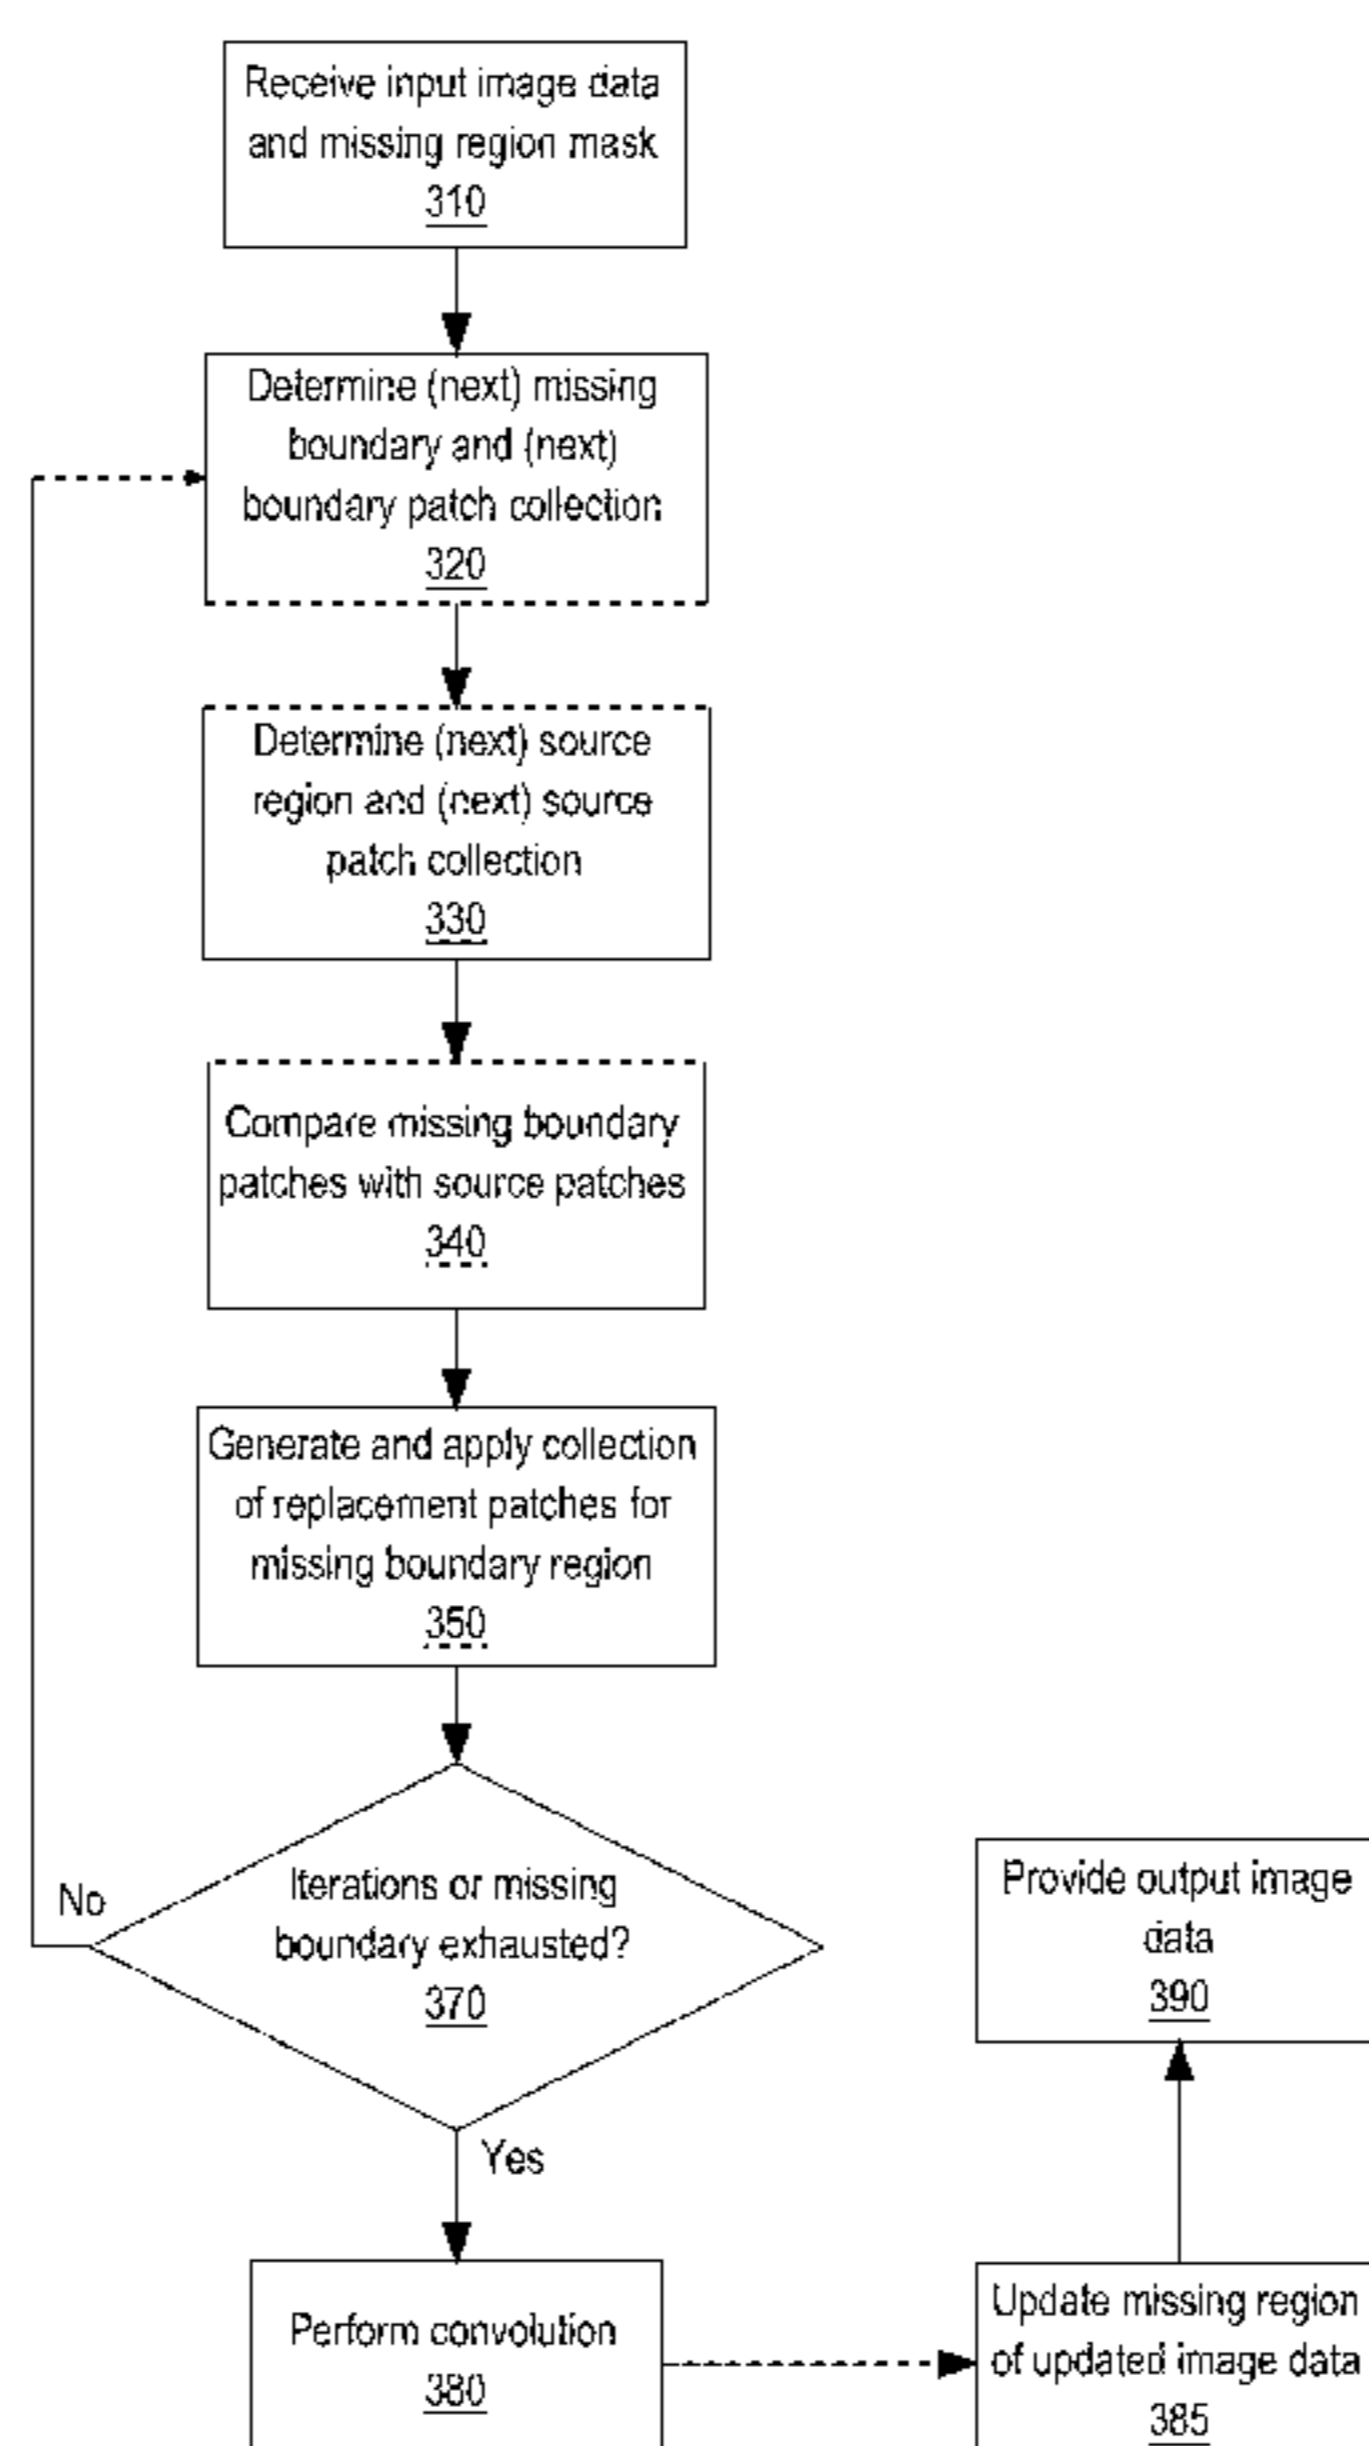 Receive input image data
and missing region mask
310
Determine (next) missing
boundary and (next)
boundary patch collection
320
Determine (next) source
region and (next) source
patch collection
330
Compare missing boundary
patches with source patches
340
Generate and apply collection
of replacement patches for
missing boundary region
350
Iterations or missing
boundary exhausted?
370
No
Yes
Perform convolution
380
Update missing region
of updated image data
385
Provide output image
data
390